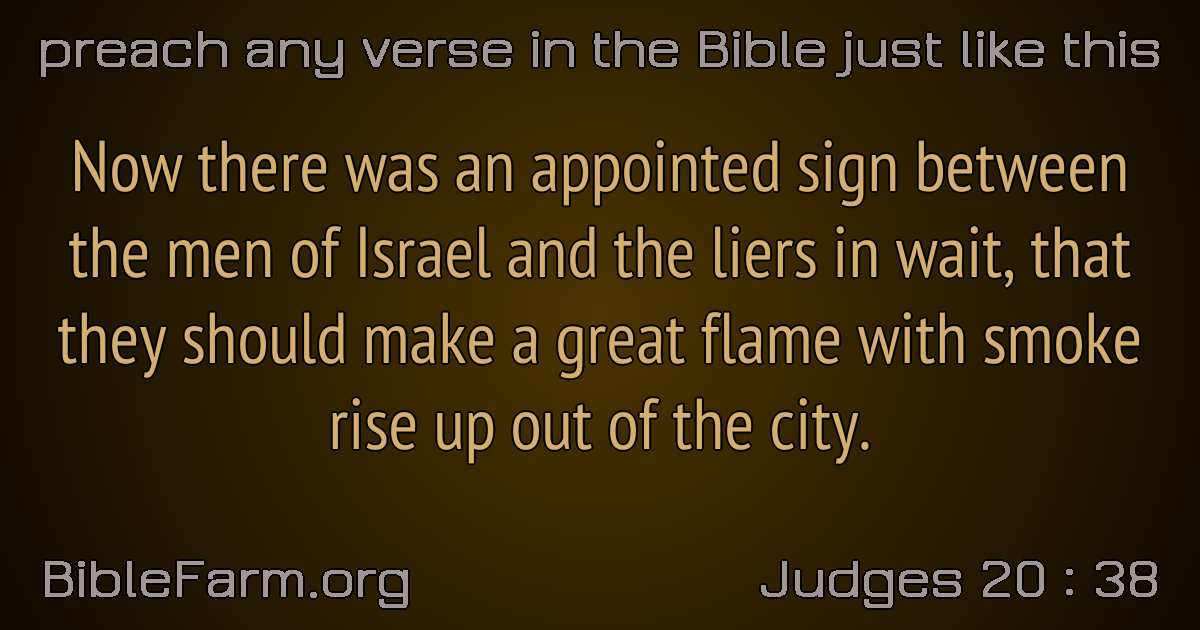 preach any verse in the Bible just like this
Now there was an appointed sign between
the men of Israel and the liers in wait, that
they should make a great flame with smoke
rise up out of the city.
BibleFarm.org
Judges 20 : 38